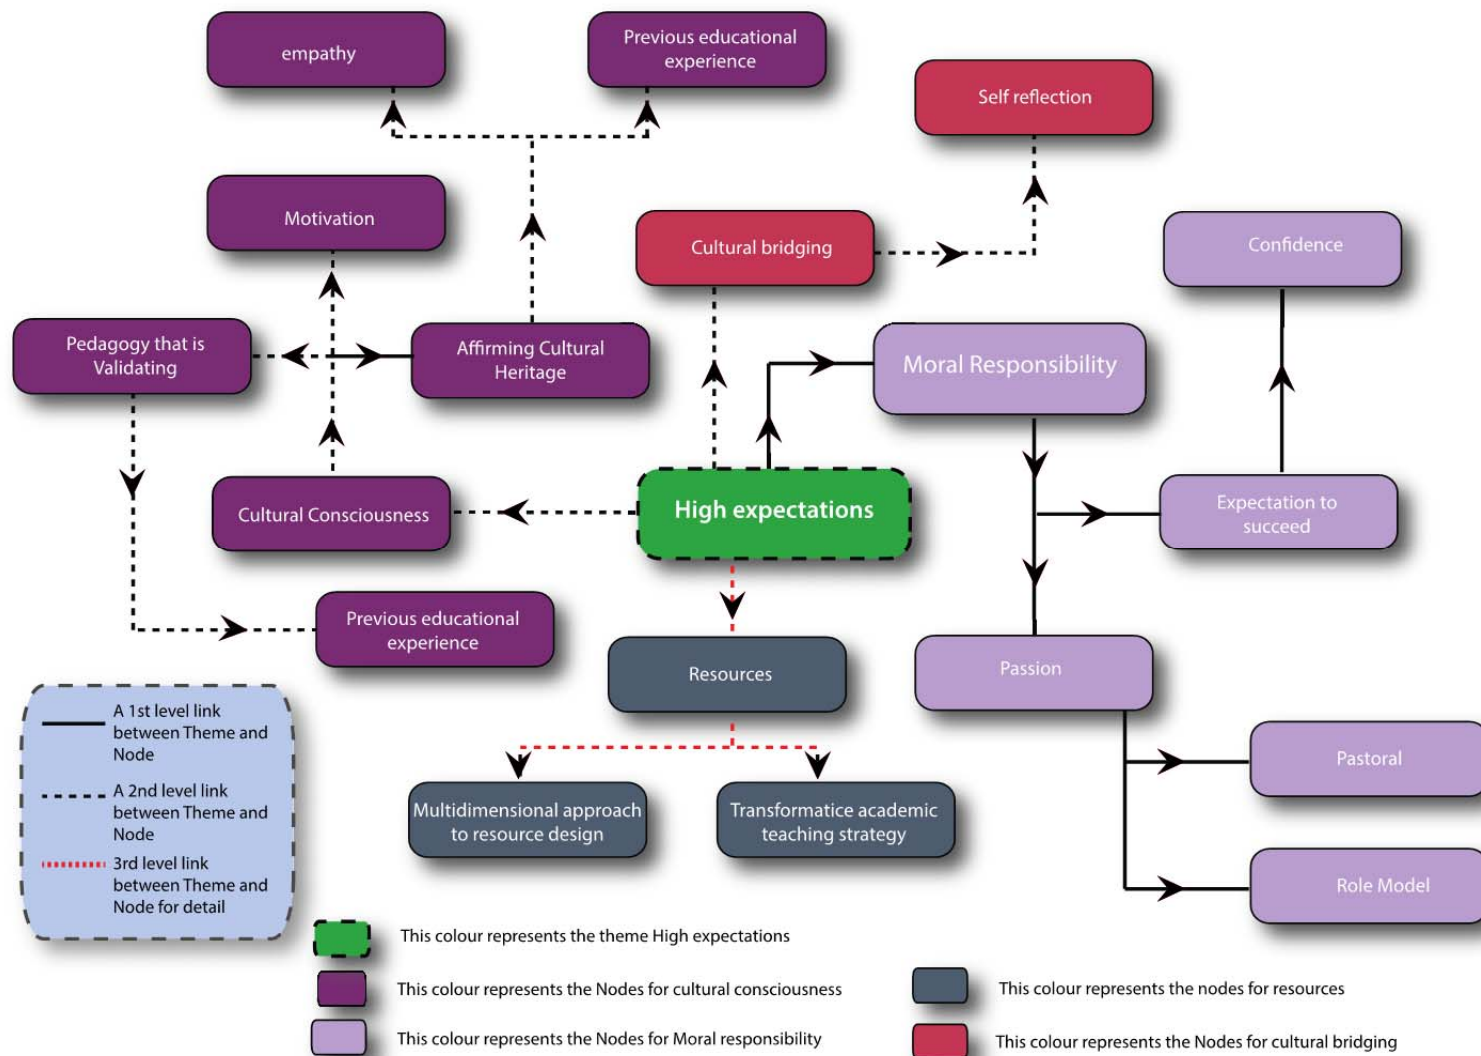 empathy
Previous educational
experience
Self reflection
Motivation
Cultural bridging
Confidence
Pedagogy that is
Validating
Affirming Cultural
Heritage
Moral Responsibility
Cultural Consciousness
High expectations
Expectation to
succeed
Previous educational
experience
Resources
Passion
Multidimensional approach
to resource design
Transformatice academic
teaching strategy
Pastoral
Role Model
A 1st level link
between Theme and
Node
A 2nd level link
between Theme and
Node
3rd level link
between Theme and
Node for detail
This colour represents the theme High expectations
This colour represents the Nodes for cultural consciousness
This colour represents the Nodes for Moral responsibility
This colour represents the nodes for resources
This colour represents the Nodes for cultural bridging